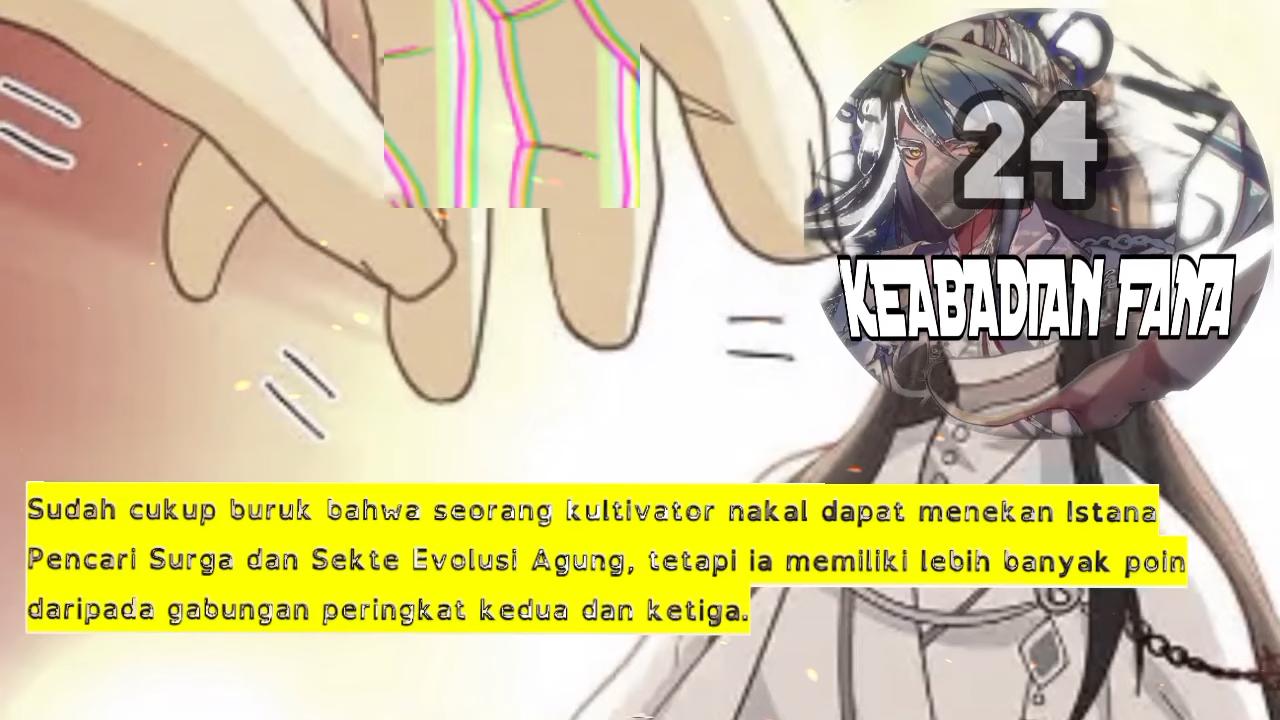 24
KEABADIAN FANA
Sudah cukup buruk bahwa seorang kultivator nakal dapat menekan Istana
Pencari Surga dan Sekte Evolusi Agung, tetapi ia memiliki lebih banyak poin
daripada gabungan peringkat kedua dan ketiga.